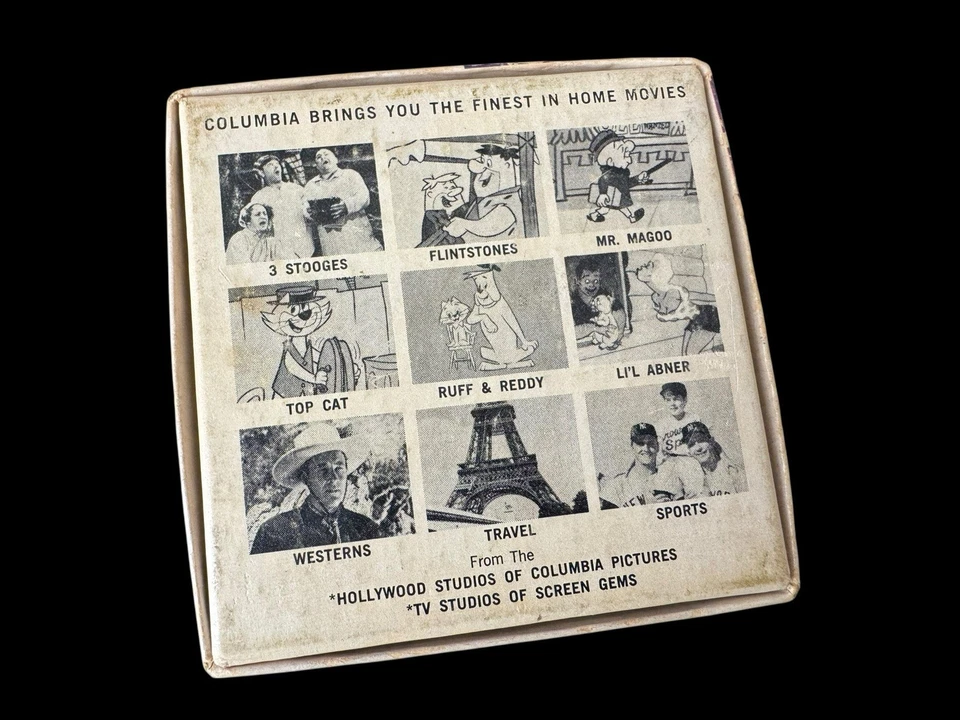 COLUMBIA BRINGS YOU THE FINEST IN HOME MOVIES
3 STOOGES
FLINTSTONES
MR. MAGOO
TOP CAT
RUFF & REDDY
LI'L ABNER
WESTERNS
TRAVEL
SPORTS
From The
*HOLLYWOOD STUDIOS OF COLUMBIA PICTURES
*TV STUDIOS OF SCREEN GEMS